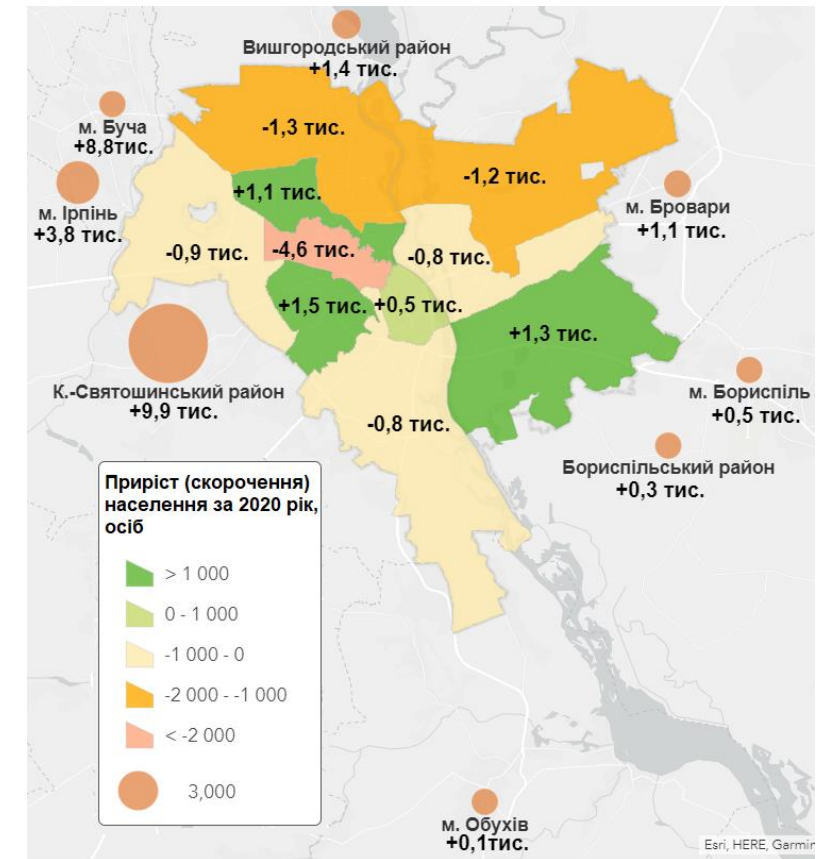 Вишгородський район
+1,4 тис.
м. Буча
+8,8тис.
-1,3 тис.
-1,2 тис.
м. Ірпінь
+3,8 тис.
+1,1 тис.
м. Бровари
+1,1 тис.
-0,9 тис.
-4,6 тис.
-0,8 тис.
+1,5 тис.
+0,5 тис.
+1,3 тис.
К.-Святошинський район
+9,9 тис.
м. Бориспіль
+0,5 тис.
-0,8 тис.
Бориспільський район
+0,3 тис.
Приріст (скорочення)
населення за 2020 рік,
осіб
> 1 000
0 - 1 000
-1 000 - 0
-2 000 - -1 000
< -2 000
3,000
м. Обухів
+0,1тис.
Esri, HERE, Garmin